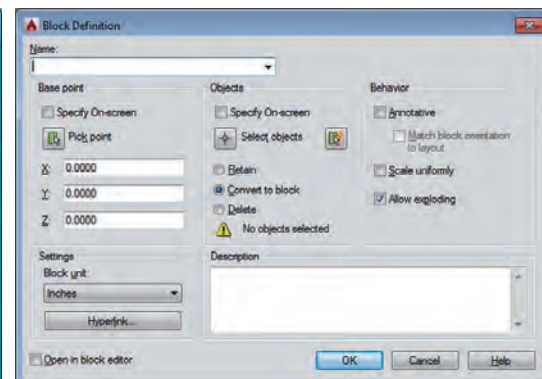 Block Definition
Name:
Base point
Specify On-screen
Pick point
X: 0.0000
Y: 0.0000
Z: 0.0000
Objects
Specify On-screen
Select objects
Retain
Convert to block
Delete
No objects selected
Behavior
Annotative
Match block orientation
to layout
Scale uniformly
Allow exploding
Settings
Block unit:
Inches
Hyperlink...
Description
Open in block editor
OK
Cancel
Help